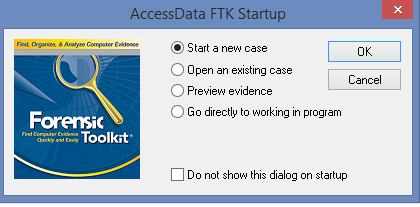 AccessData FTK Startup
Find, Organize, & Analyze Computer Evidence
Forensic
Find Computer Evidence
Quickly and Easily
Toolkit
Start a new case
Open an existing case
Preview evidence
Go directly to working in program
Do not show this dialog on startup
OK
Cancel